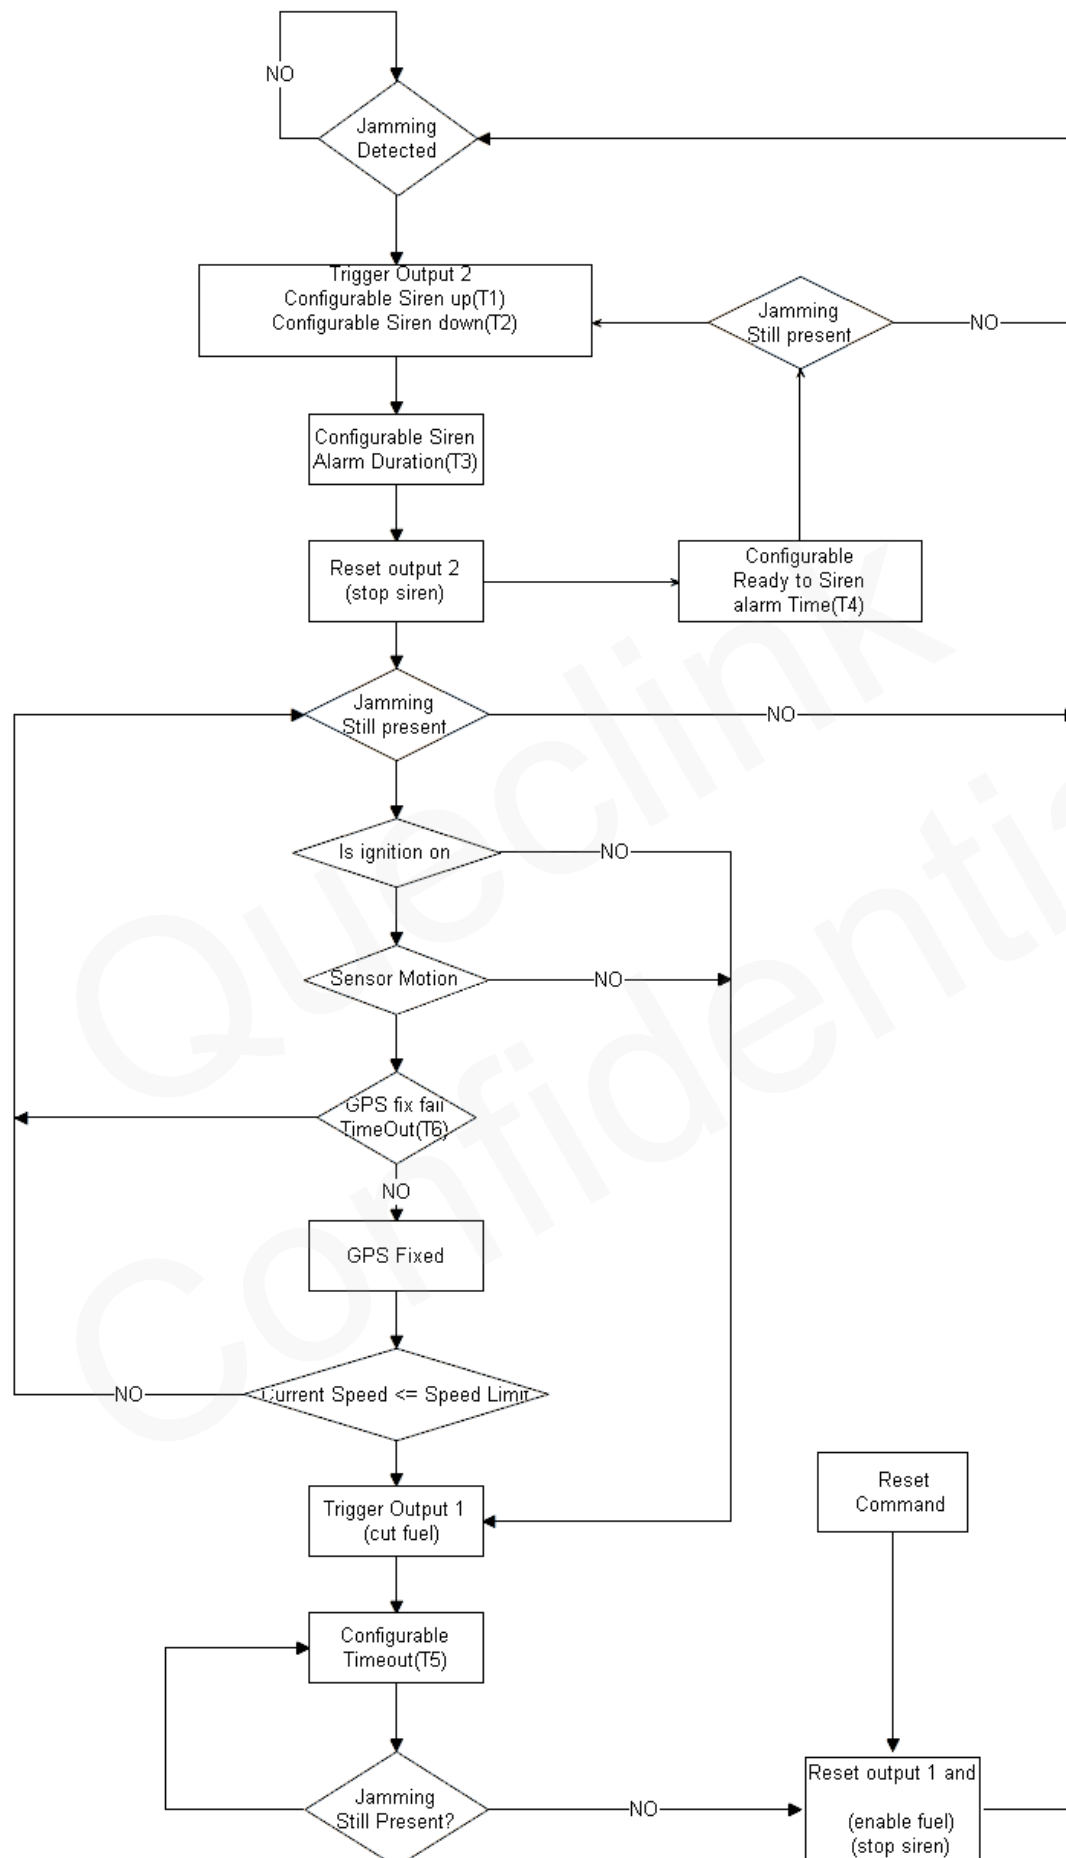 NO
Jamming
Detected
Trigger Output 2
Configurable Siren up(T1)
Configurable Siren down(T2)
Jamming
Still present
NO
Configurable Siren
Alarm Duration(T3)
Reset output 2
(stop siren)
Configurable
Ready to Siren
alarm Time(T4)
Jamming
Still present
NO
Is ignition on
NO
Sensor Motion
NO
GPS fix fail
TimeOut(T6)
NO
GPS Fixed
Current Speed <= Speed Limit
NO
Trigger Output 1
(cut fuel)
Reset
Command
Configurable
Timeout(T5)
Jamming
Still Present?
NO
Reset output 1 and
(enable fuel)
(stop siren)
Queclink